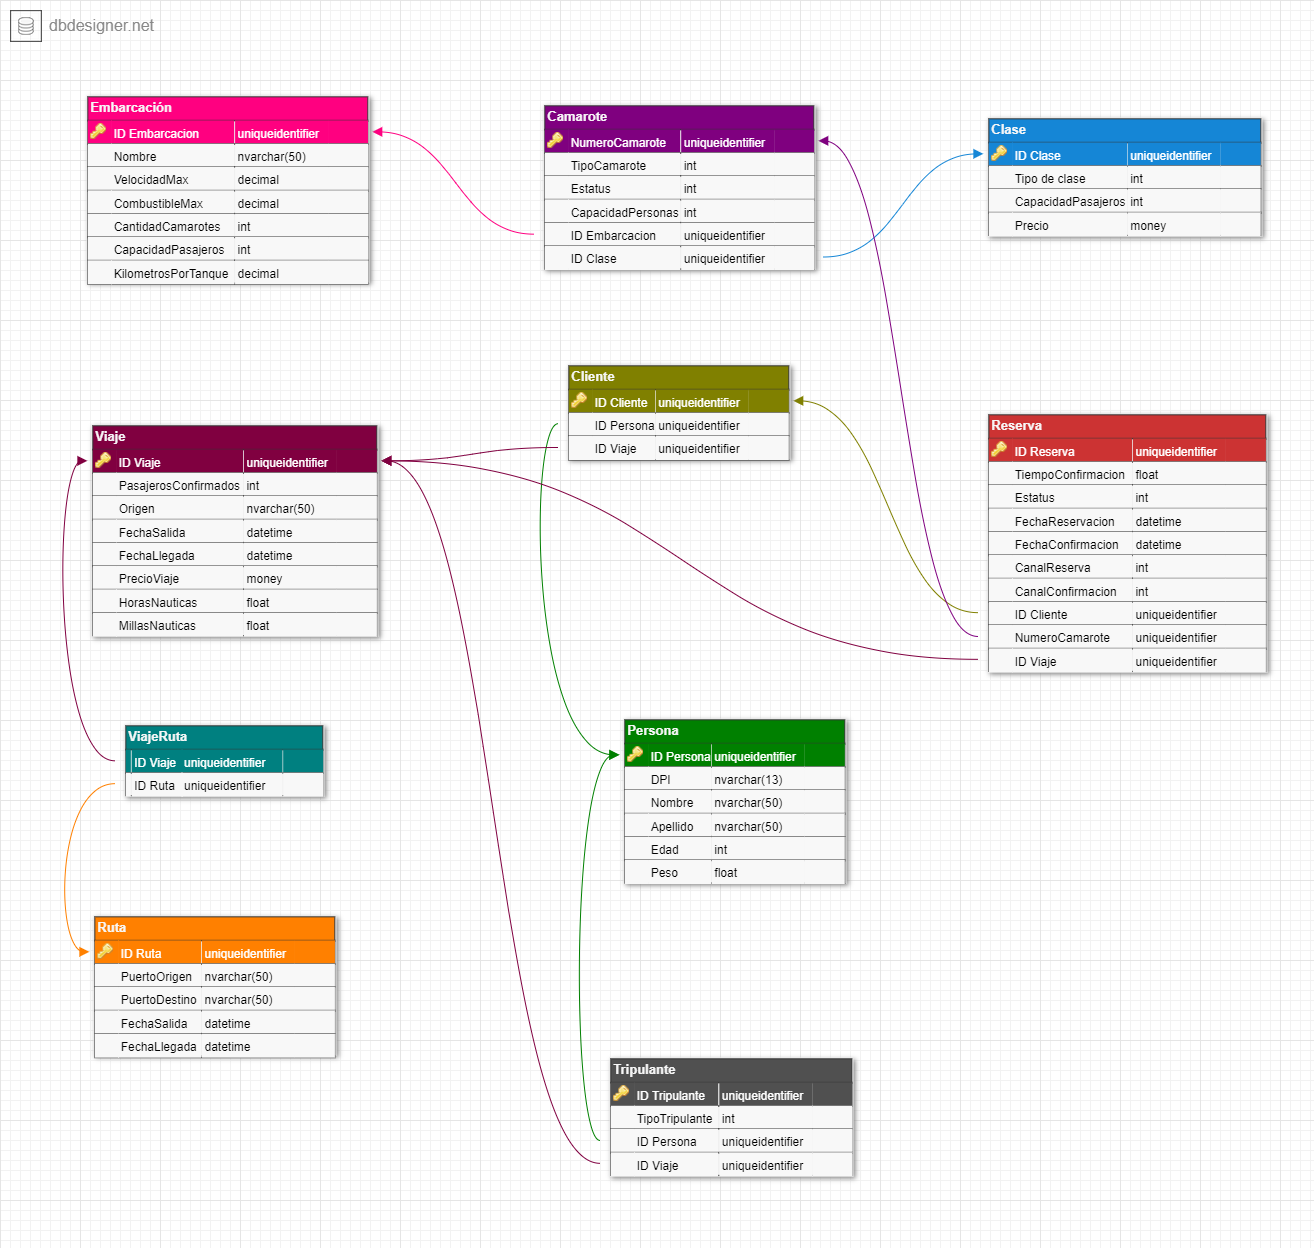 dbdesigner.net
Embarcación
ID Embarcacion uniqueidentifier
Nombre nvarchar(50)
VelocidadMax decimal
CombustibleMax decimal
CantidadCamarotes int
CapacidadPasajeros int
KilometrosPorTanque decimal
Camarote
NumeroCamarote uniqueidentifier
TipoCamarote int
Estatus int
CapacidadPersonas int
ID Embarcacion uniqueidentifier
ID Clase uniqueidentifier
Clase
ID Clase uniqueidentifier
Tipo de clase int
CapacidadPasajeros int
Precio money
Cliente
ID Cliente uniqueidentifier
ID Persona uniqueidentifier
ID Viaje uniqueidentifier
Viaje
ID Viaje uniqueidentifier
PasajerosConfirmados int
Origen nvarchar(50)
FechaSalida datetime
FechaLlegada datetime
PrecioViaje money
HorasNauticas float
MillasNauticas float
Reserva
ID Reserva uniqueidentifier
TiempoConfirmacion float
Estatus int
FechaReservacion datetime
FechaConfirmacion datetime
CanalReserva int
CanalConfirmacion int
ID Cliente uniqueidentifier
NumeroCamarote uniqueidentifier
ID Viaje uniqueidentifier
ViajeRuta
ID Viaje uniqueidentifier
ID Ruta uniqueidentifier
Persona
ID Persona uniqueidentifier
DPI nvarchar(13)
Nombre nvarchar(50)
Apellido nvarchar(50)
Edad int
Peso float
Ruta
ID Ruta uniqueidentifier
PuertoOrigen nvarchar(50)
PuertoDestino nvarchar(50)
FechaSalida datetime
FechaLlegada datetime
Tripulante
ID Tripulante uniqueidentifier
TipoTripulante int
ID Persona uniqueidentifier
ID Viaje uniqueidentifier